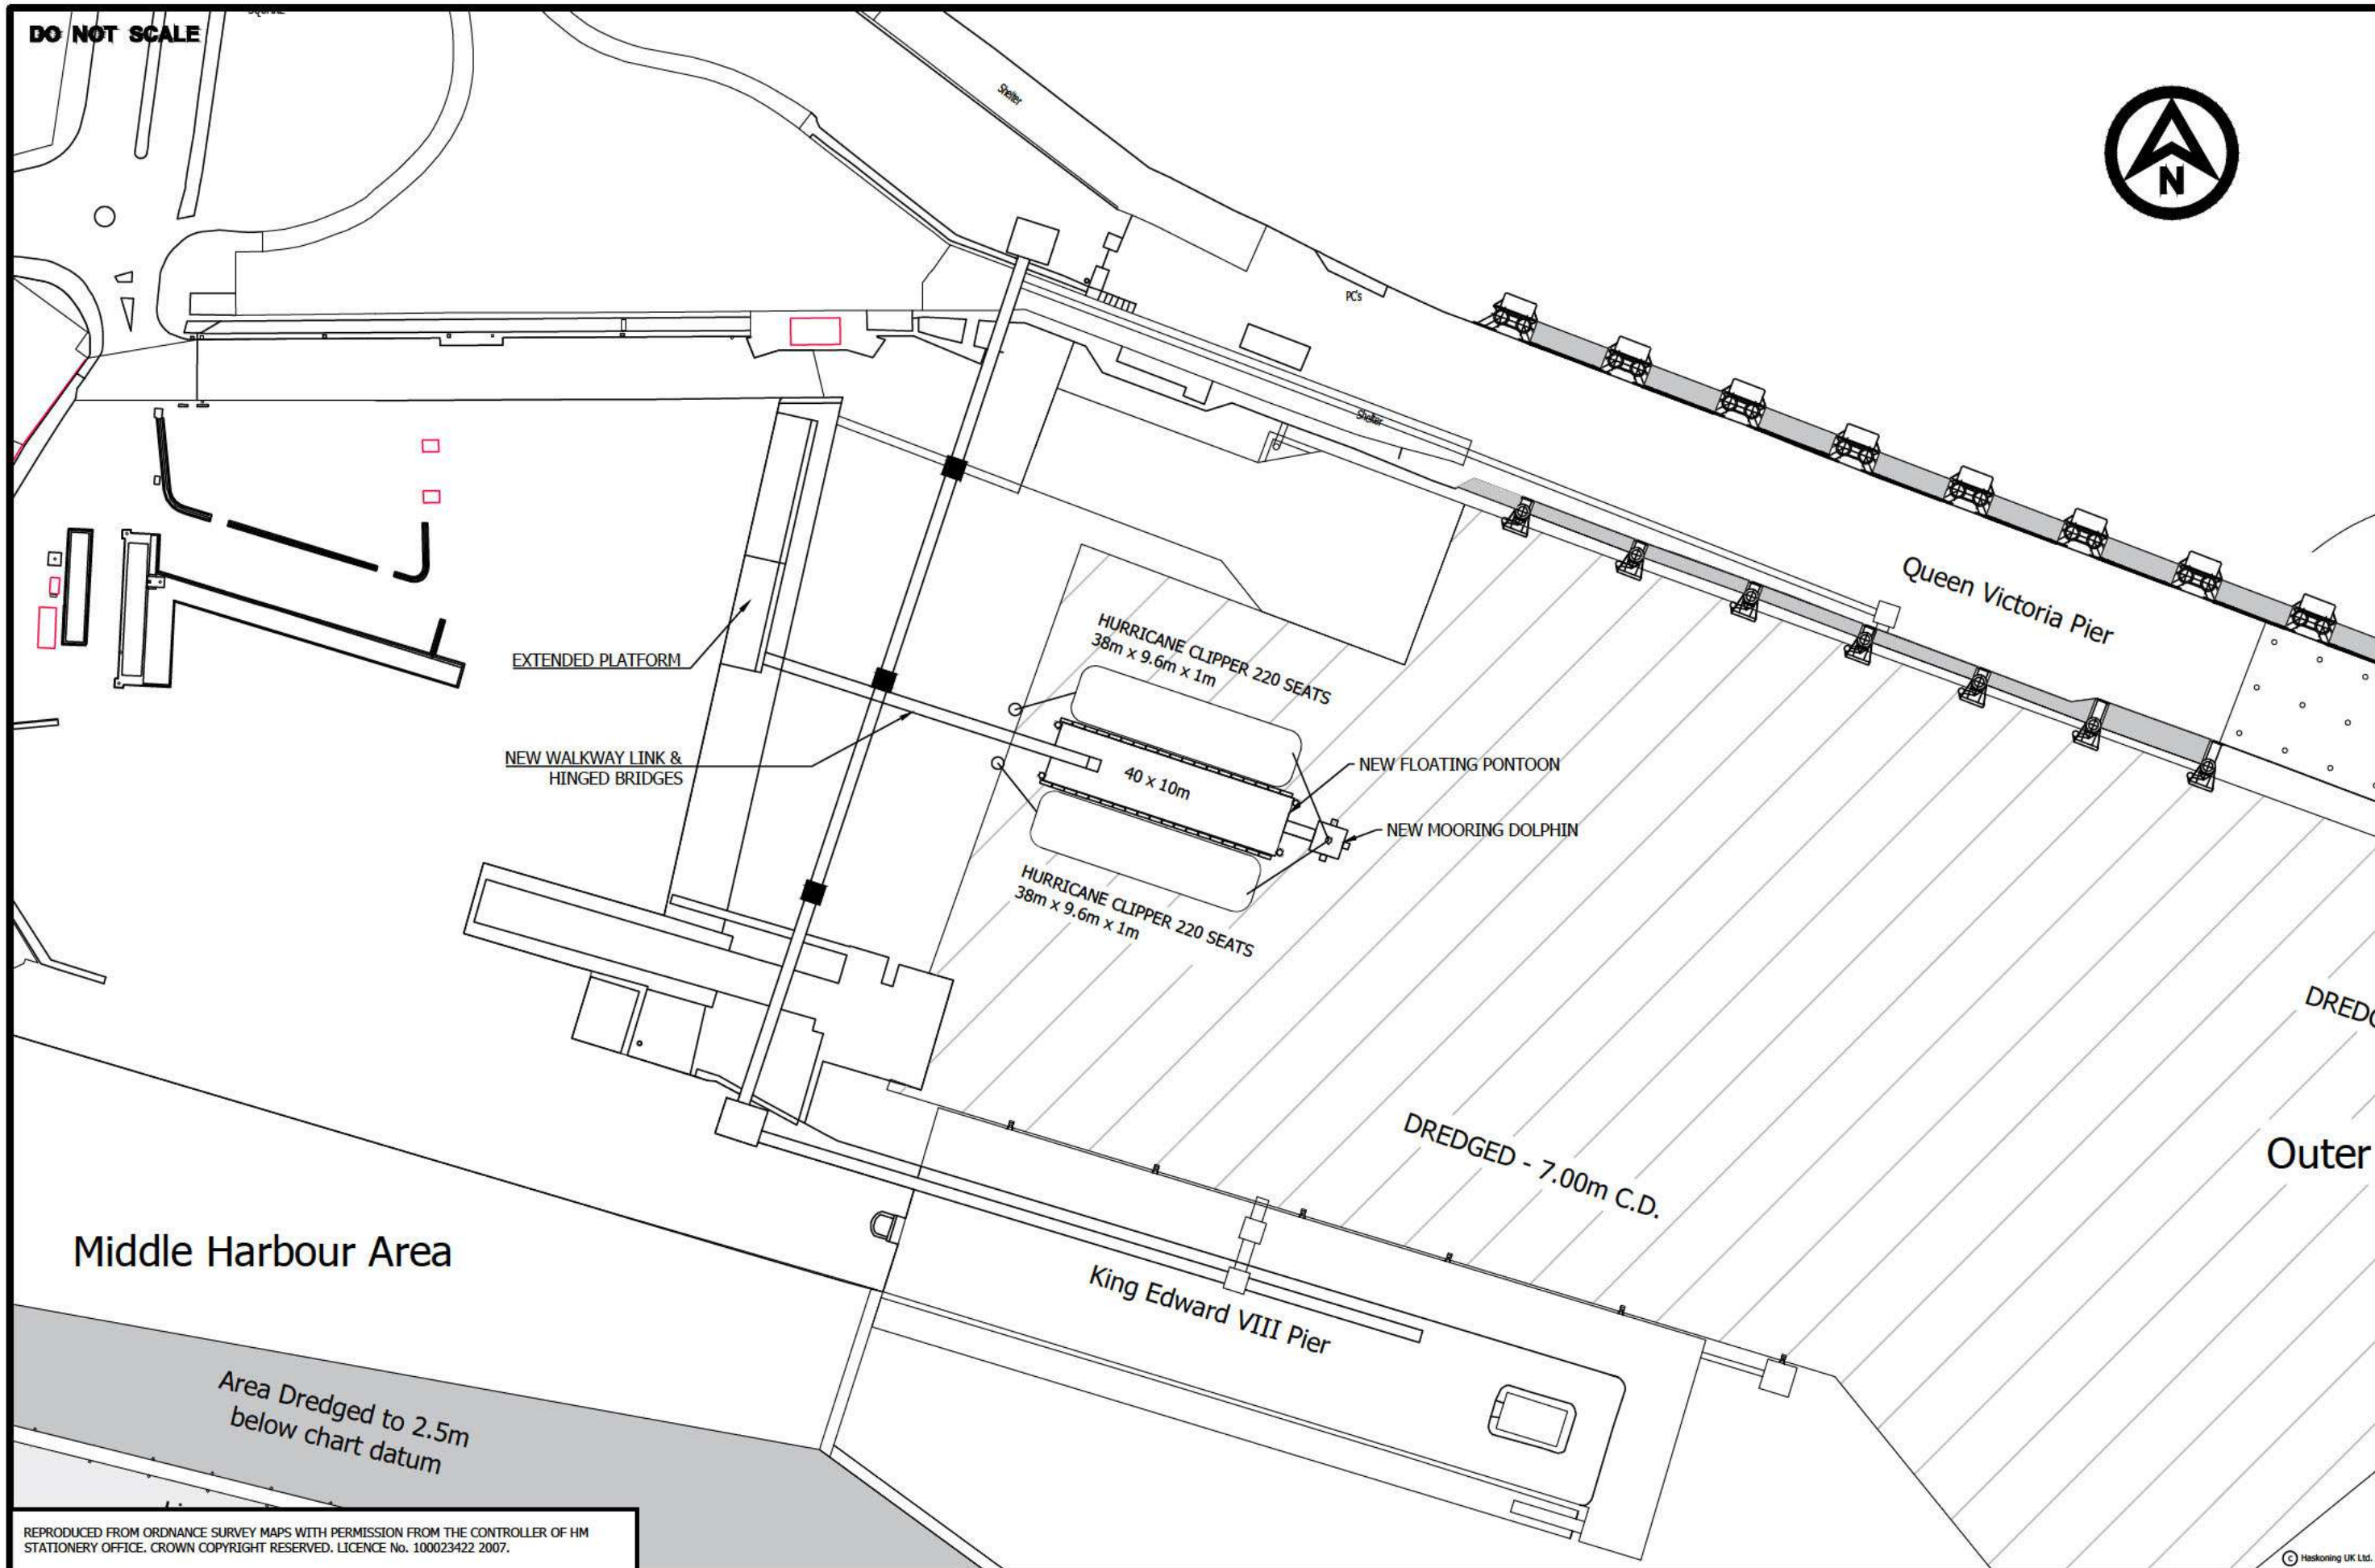 DO NOT SCALE
Shelter
N
PC's
Shelter
Queen Victoria Pier
HURRICANE CLIPPER 220 SEATS
38m x 9.6m x 1m
EXTENDED PLATFORM
NEW WALKWAY LINK &
HINGED BRIDGES
40 x 10m
NEW FLOATING PONTOON
NEW MOORING DOLPHIN
HURRICANE CLIPPER 220 SEATS
38m x 9.6m x 1m
DREDGED - 7.00m C.D.
Outer
Middle Harbour Area
King Edward VIII Pier
Area Dredged to 2.5m
below chart datum
REPRODUCED FROM ORDNANCE SURVEY MAPS WITH PERMISSION FROM THE CONTROLLER OF HM
STATIONERY OFFICE. CROWN COPYRIGHT RESERVED. LICENCE No. 100023422 2007.
© Haskoning UK Ltd.